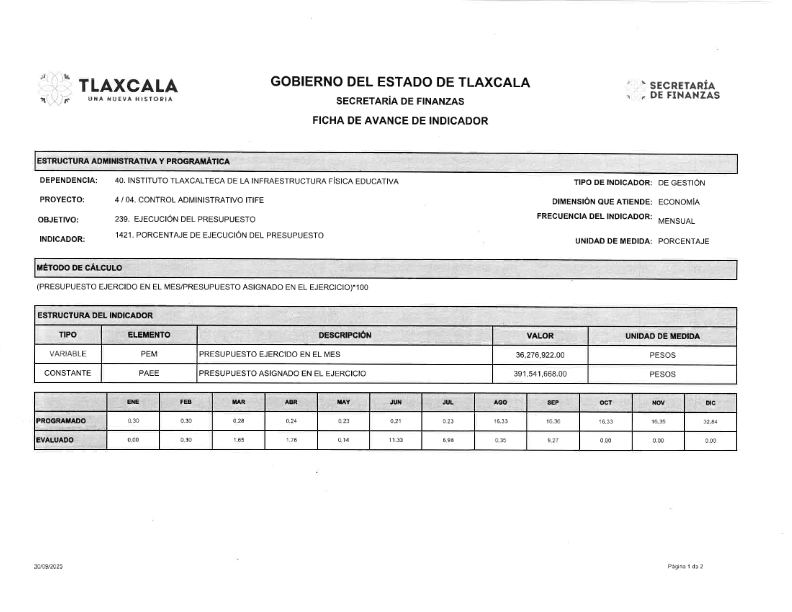 TLAXCALA
UNA NUEVA HISTORIA
GOBIERNO DEL ESTADO DE TLAXCALA
SECRETARÍA DE FINANZAS
FICHA DE AVANCE DE INDICADOR
SECRETARÍA
DE FINANZAS
ESTRUCTURA ADMINISTRATIVA Y PROGRAMÁTICA
DEPENDENCIA: 40. INSTITUTO TLAXCALTECA DE LA INFRAESTRUCTURA FÍSICA EDUCATIVA TIPO DE INDICADOR: DE GESTIÓN
PROYECTO: 4 / 04. CONTROL ADMINISTRATIVO ITIFE DIMENSIÓN QUE ATIENDE: ECONOMÍA
OBJETIVO: 239. EJECUCIÓN DEL PRESUPUESTO FRECUENCIA DEL INDICADOR: MENSUAL
INDICADOR: 1421. PORCENTAJE DE EJECUCIÓN DEL PRESUPUESTO UNIDAD DE MEDIDA: PORCENTAJE
MÉTODO DE CÁLCULO
(PRESUPUESTO EJERCIDO EN EL MES/PRESUPUESTO ASIGNADO EN EL EJERCICIO)*100
ESTRUCTURA DEL INDICADOR
TIPO ELEMENTO DESCRIPCIÓN VALOR UNIDAD DE MEDIDA
VARIABLE PEM PRESUPUESTO EJERCIDO EN EL MES 36,276,922.00 PESOS
CONSTANTE PAEE PRESUPUESTO ASIGNADO EN EL EJERCICIO 391,541,668.00 PESOS
ENE FEB MAR ABR MAY JUN JUL AGO SEP OCT NOV DIC
PROGRAMADO 0.30 0.30 0.28 0.24 0.23 0.21 0.23 16.33 16.36 16.33 16.35 32.84
EVALUADO 0.00 0.30 1.65 1.76 0.14 11.33 6.98 0.35 9.27 0.00 0.00 0.00
30/09/2025 Página 1 de 2